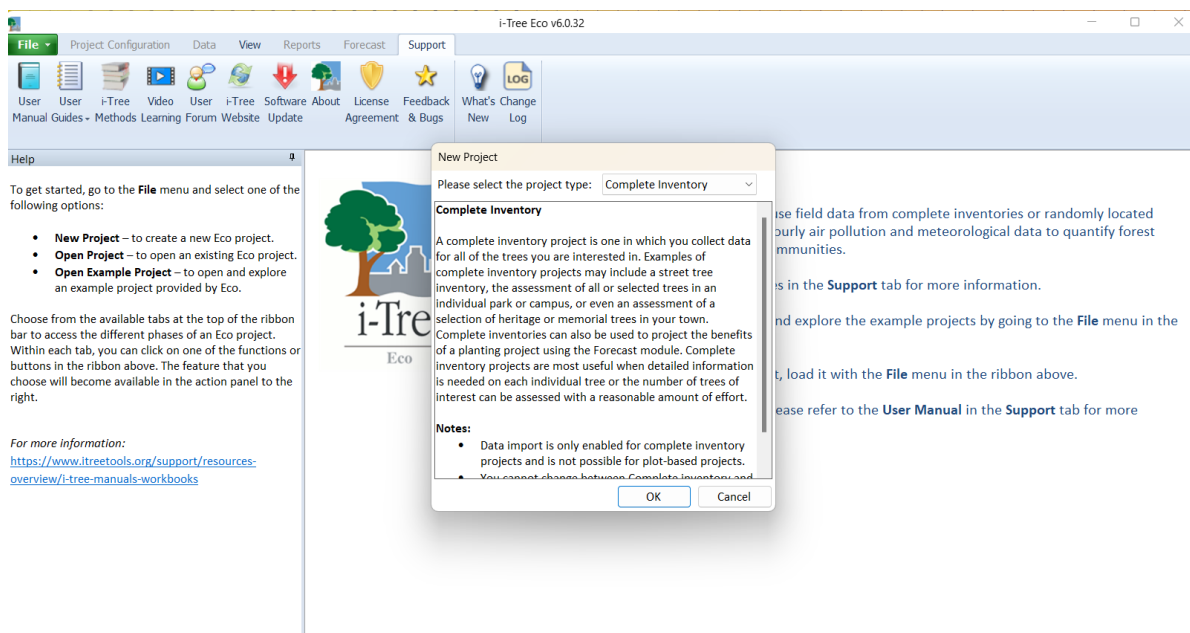 i-Tree Eco v6.0.32
File Project Configuration Data View Reports Forecast Support
User Manual
User Guides
i-Tree Methods
Video Learning
User Forum
i-Tree Website
Software Update
About
License Agreement
Feedback & Bugs
What's New
Change Log
LOG
Help
To get started, go to the File menu and select one of the
following options:
• New Project – to create a new Eco project.
• Open Project – to open an existing Eco project.
• Open Example Project – to open and explore
an example project provided by Eco.
Choose from the available tabs at the top of the ribbon
bar to access the different phases of an Eco project.
Within each tab, you can click on one of the functions or
buttons in the ribbon above. The feature that you
choose will become available in the action panel to the
right.
For more information:
https://www.itreetools.org/support/resources-
overview/i-tree-manuals-workbooks
i-Tree
Eco
New Project
Please select the project type: Complete Inventory
Complete Inventory
A complete inventory project is one in which you collect data
for all of the trees you are interested in. Examples of
complete inventory projects may include a street tree
inventory, the assessment of all or selected trees in an
individual park or campus, or even an assessment of a
selection of heritage or memorial trees in your town.
Complete inventories can also be used to project the benefits
of a planting project using the Forecast module. Complete
inventory projects are most useful when detailed information
is needed on each individual tree or the number of trees of
interest can be assessed with a reasonable amount of effort.
Notes:
• Data import is only enabled for complete inventory
projects and is not possible for plot-based projects.
• You cannot change between Complete inventory and
OK Cancel
use field data from complete inventories or randomly located
ourly air pollution and meteorological data to quantify forest
mmunities.
es in the Support tab for more information.
nd explore the example projects by going to the File menu in the
t, load it with the File menu in the ribbon above.
ease refer to the User Manual in the Support tab for more